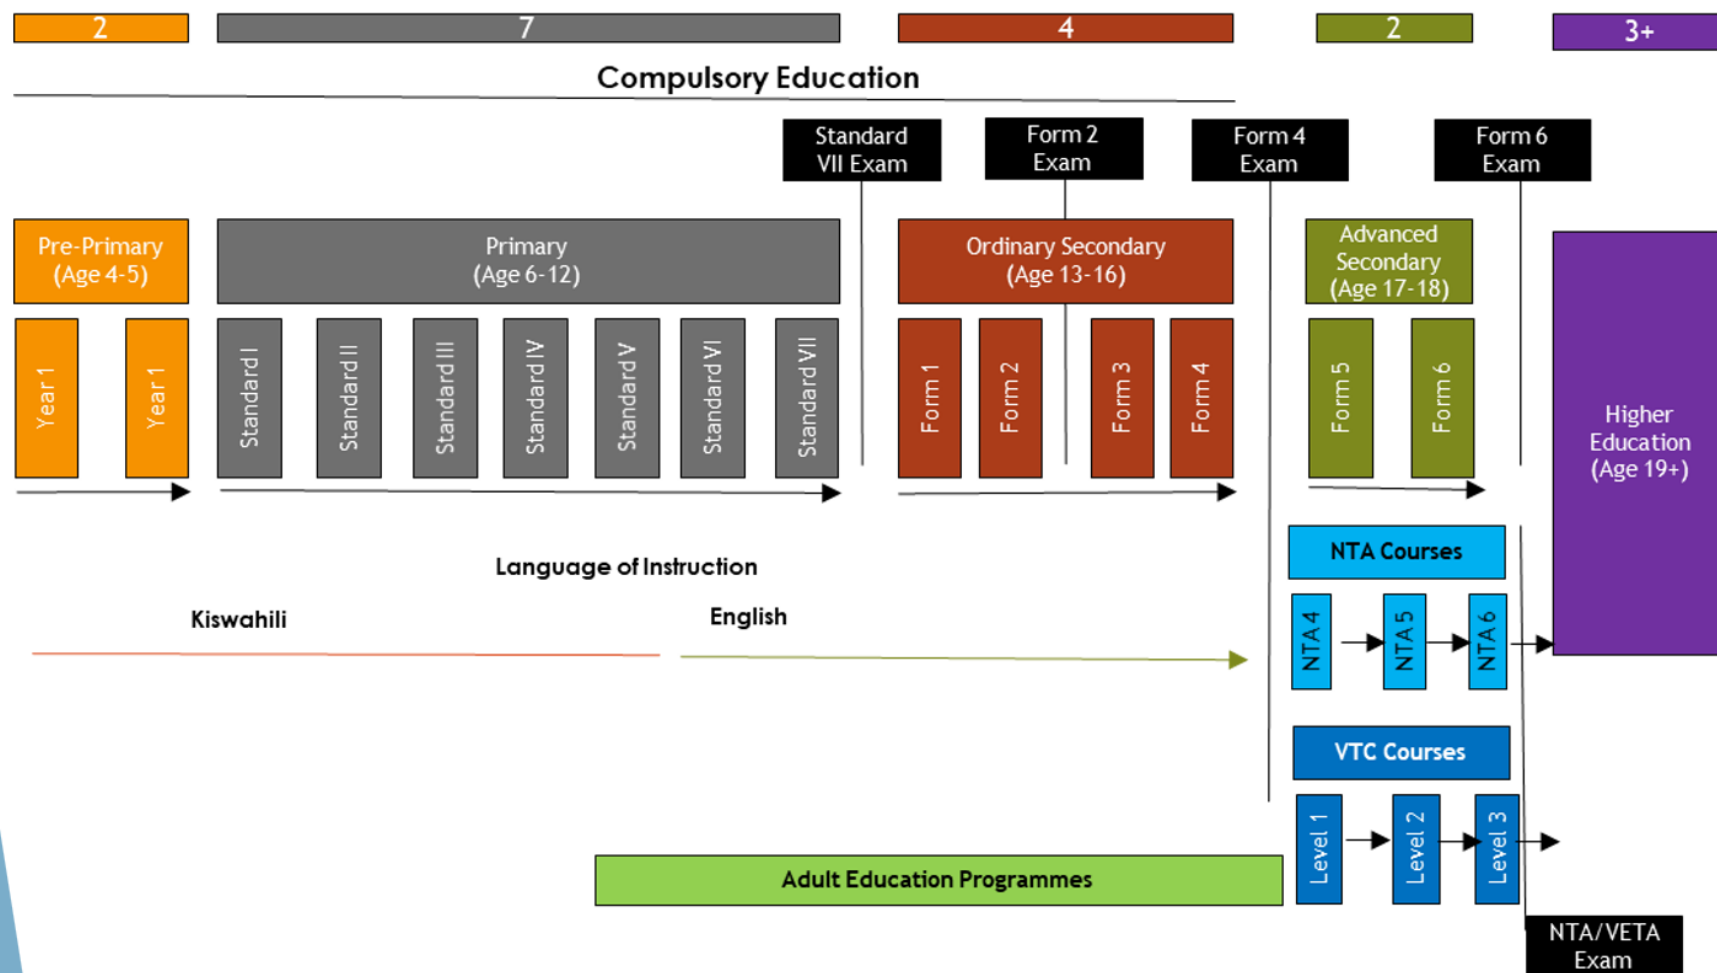 2
7
4
2
3+
Compulsory Education
Standard
VII Exam
Form 2
Exam
Form 4
Exam
Form 6
Exam
Pre-Primary
(Age 4-5)
Primary
(Age 6-12)
Ordinary Secondary
(Age 13-16)
Advanced
Secondary
(Age 17-18)
Higher
Education
(Age 19+)
Year 1
Year 1
Standard I
Standard II
Standard III
Standard IV
Standard V
Standard VI
Standard VII
Form 1
Form 2
Form 3
Form 4
Form 5
Form 6
Language of Instruction
Kiswahili
English
NTA Courses
NTA 4
NTA 5
NTA 6
VTC Courses
Level 1
Level 2
Level 3
Adult Education Programmes
NTA/VETA
Exam